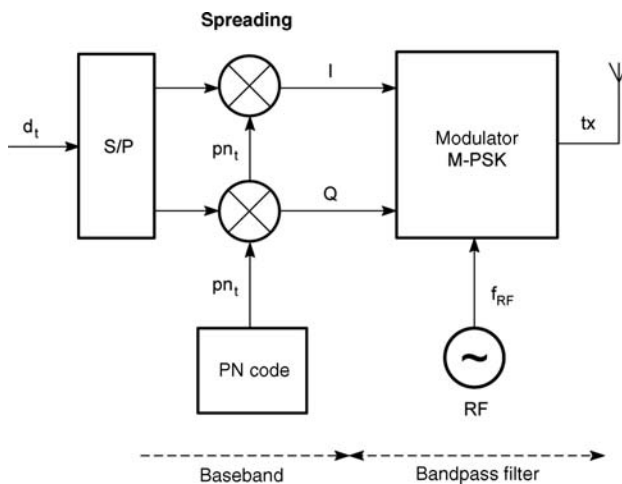 Spreading
I
d_t
S/P
pn_t
Q
Modulator
M-PSK
tx
pn_t
f_RF
PN code
~
RF
Baseband
Bandpass filter